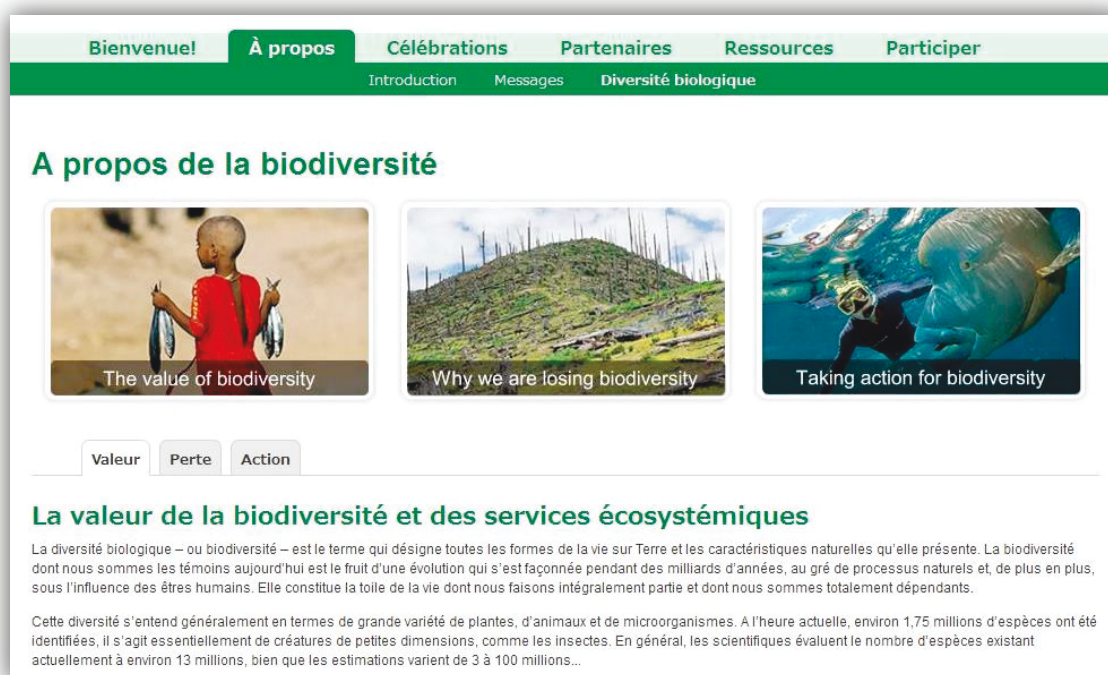 Bienvenue! À propos Célébrations Partenaires Ressources Participer
Introduction Messages Diversité biologique
A propos de la biodiversité
The value of biodiversity Why we are losing biodiversity Taking action for biodiversity
Valeur Perte Action
La valeur de la biodiversité et des services écosystémiques
La diversité biologique – ou biodiversité – est le terme qui désigne toutes les formes de la vie sur Terre et les caractéristiques naturelles qu’elle présente. La biodiversité
dont nous sommes les témoins aujourd’hui est le fruit d’une évolution qui s’est façonnée pendant des milliards d’années, au gré de processus naturels et, de plus en plus,
sous l’influence des êtres humains. Elle constitue la toile de la vie dont nous faisons intégralement partie et dont nous sommes totalement dépendants.
Cette diversité s’entend généralement en termes de grande variété de plantes, d’animaux et de microorganismes. A l’heure actuelle, environ 1,75 millions d’espèces ont été
identifiées, il s’agit essentiellement de créatures de petites dimensions, comme les insectes. En général, les scientifiques évaluent le nombre d’espèces existant
actuellement à environ 13 millions, bien que les estimations varient de 3 à 100 millions...